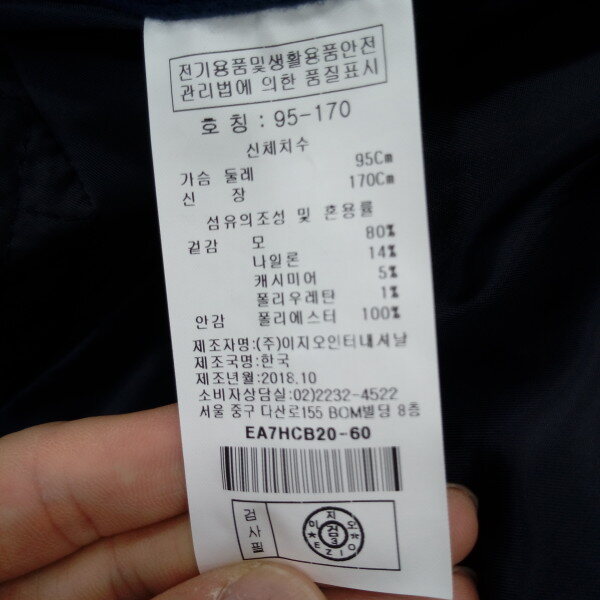 전기용품및생활용품안전
관리법에 의한 품질표시
호 칭 : 95-170
신체치수
가슴 둘레 95Cm
신 장 170Cm
섬유의조성 및 혼용률
겉감 모 80%
나일론 14%
캐시미어 5%
폴리우레탄 1%
안감 폴리에스터 100%
제조자명:(주)이지오인터내셔날
제조국명:한국
제조년월:2018.10
소비자상담실:02)2232-4522
서울 중구 다산로155 BOM빌딩 8층
EA7HCB20-60
검사필
이지오
검
3
★EZIO★